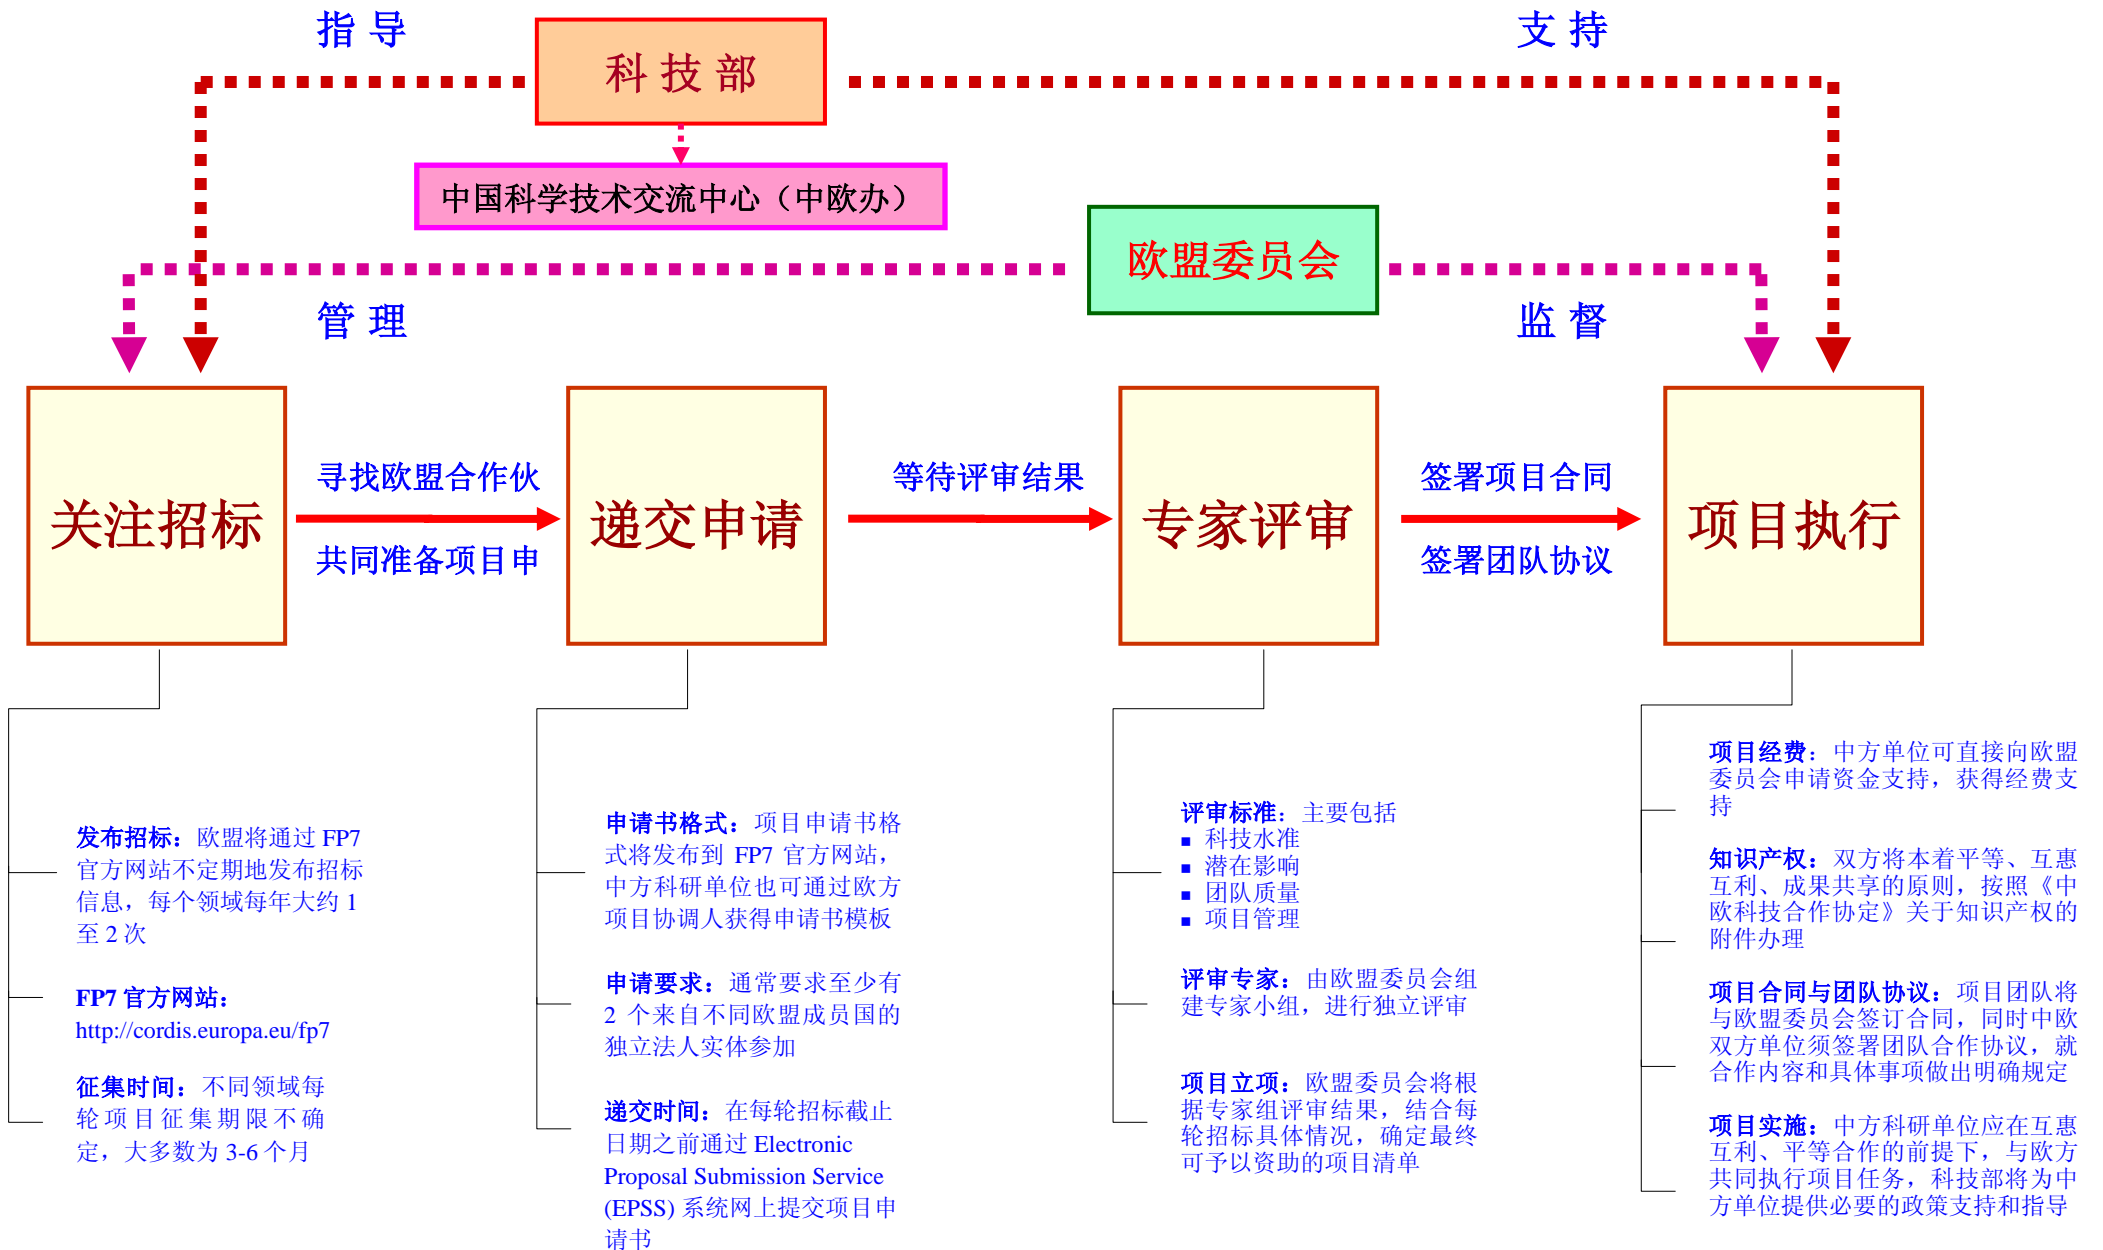 指 导
支 持
科 技 部
中国科学技术交流中心（中欧办）
欧盟委员会
管 理
监 督
关注招标
寻找欧盟合作伙
共同准备项目申
递交申请
等待评审结果
专家评审
签署项目合同
签署团队协议
项目执行
发布招标：欧盟将通过 FP7
官方网站不定期地发布招标
信息，每个领域每年大约 1
至 2 次
FP7 官方网站：
http://cordis.europa.eu/fp7
征集时间：不同领域每
轮项目征集期限不确
定，大多数为 3-6 个月
申请书格式：项目申请书格
式将发布到 FP7 官方网站，
中方科研单位也可通过欧方
项目协调人获得申请书模板
申请要求：通常要求至少有
2 个来自不同欧盟成员国的
独立法人实体参加
递交时间：在每轮招标截止
日期之前通过 Electronic
Proposal Submission Service
(EPSS) 系统网上提交项目申
请书
评审标准：主要包括
■ 科技水准
■ 潜在影响
■ 团队质量
■ 项目管理
评审专家：由欧盟委员会组
建专家小组，进行独立评审
项目立项：欧盟委员会将根
据专家组评审结果，结合每
轮招标具体情况，确定最终
可予以资助的项目清单
项目经费：中方单位可直接向欧盟
委员会申请资金支持，获得经费支
持
知识产权：双方将本着平等、互惠
互利、成果共享的原则，按照《中
欧科技合作协定》关于知识产权的
附件办理
项目合同与团队协议：项目团队将
与欧盟委员会签订合同，同时中欧
双方单位须签署团队合作协议，就
合作内容和具体事项做出明确规定
项目实施：中方科研单位应在互惠
互利、平等合作的前提下，与欧方
共同执行项目任务，科技部将为中
方单位提供必要的政策支持和指导